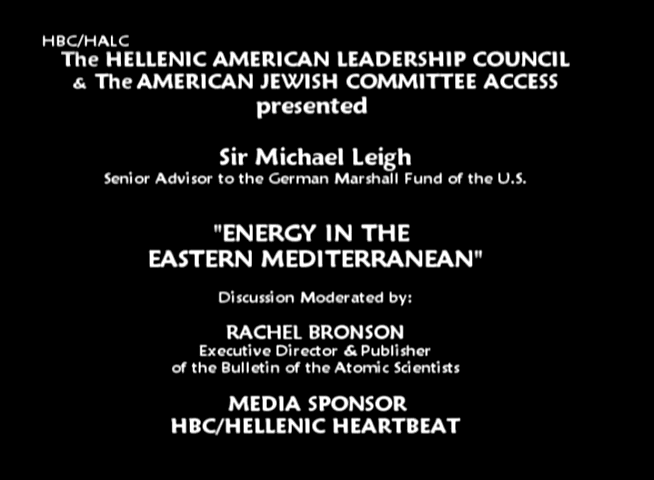 HBC/HALC
The HELLENIC AMERICAN LEADERSHIP COUNCIL
& The AMERICAN JEWISH COMMITTEE ACCESS
presented
Sir Michael Leigh
Senior Advisor to the German Marshall Fund of the U.S.
"ENERGY IN THE
EASTERN MEDITERRANEAN"
Discussion Moderated by:
RACHEL BRONSON
Executive Director & Publisher
of the Bulletin of the Atomic Scientists
MEDIA SPONSOR
HBC/HELLENIC HEARTBEAT